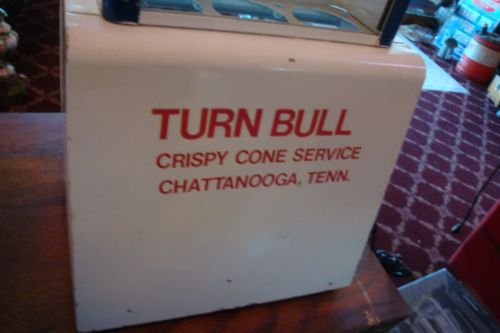 TURN BULL
CRISPY CONE SERVICE
CHATTANOOGA, TENN.